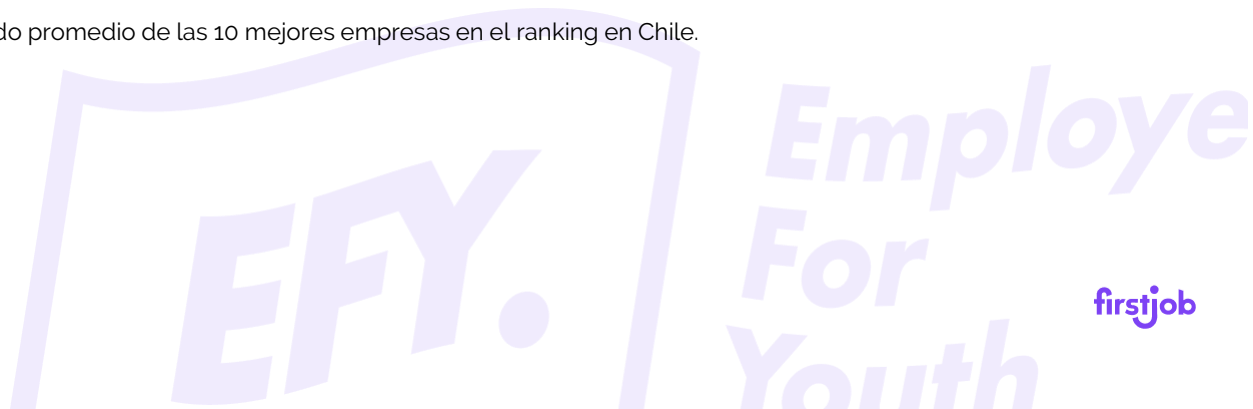 do promedio de las 10 mejores empresas en el ranking en Chile.
EFY.
Employe
For
Youth
firstjob